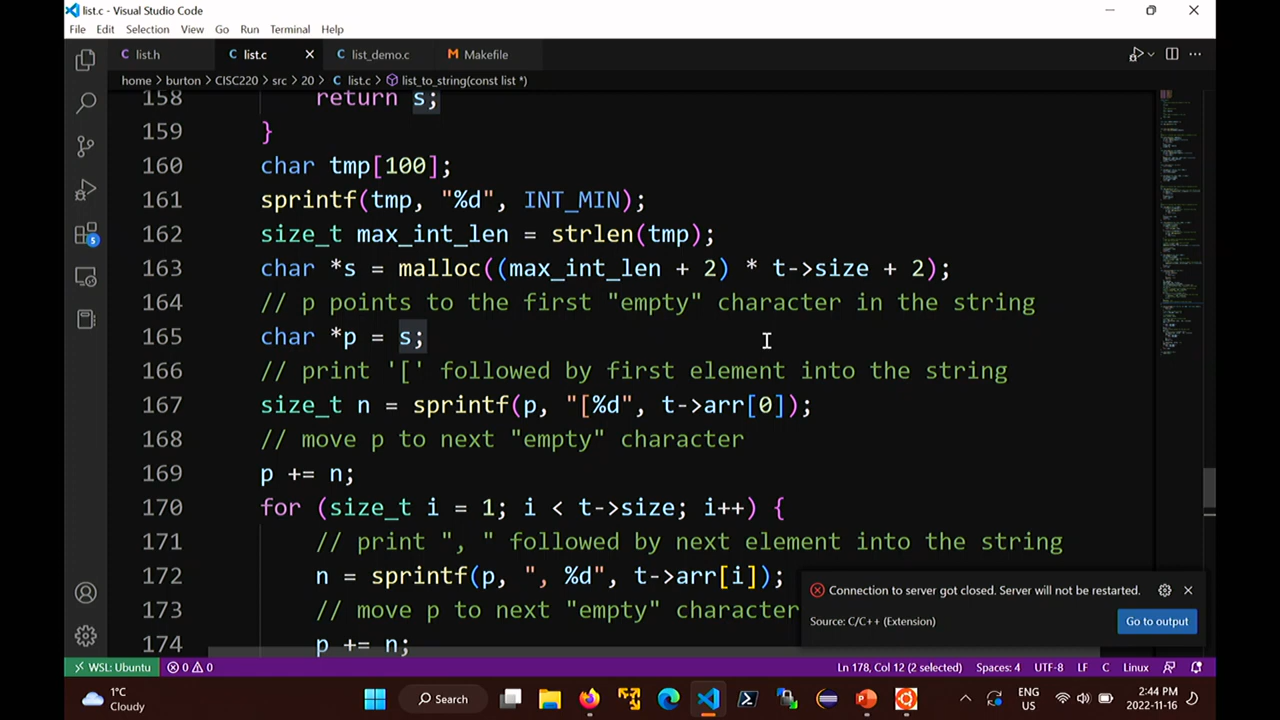 list.c - Visual Studio Code
File Edit Selection View Go Run Terminal Help
list.h list.c list_demo.c M Makefile
home > burton > CISC220 > src > 20 > list.c > list_to_string(const list *)
158 return s;
159 }
160 char tmp[100];
161 sprintf(tmp, "%d", INT_MIN);
162 size_t max_int_len = strlen(tmp);
163 char *s = malloc((max_int_len + 2) * t->size + 2);
164 // p points to the first "empty" character in the string
165 char *p = s;
166 // print '[' followed by first element into the string
167 size_t n = sprintf(p, "[%d", t->arr[0]);
168 // move p to next "empty" character
169 p += n;
170 for (size_t i = 1; i < t->size; i++) {
171 // print ", " followed by next element into the string
172 n = sprintf(p, ", %d", t->arr[i]);
173 // move p to next "empty" character
174 p += n;
5
Connection to server got closed. Server will not be restarted.
Source: C/C++ (Extension) Go to output
WSL: Ubuntu 0 0 Ln 178, Col 12 (2 selected) Spaces: 4 UTF-8 LF C Linux
1°C
Cloudy
Search
ENG
US
2:44 PM
2022-11-16